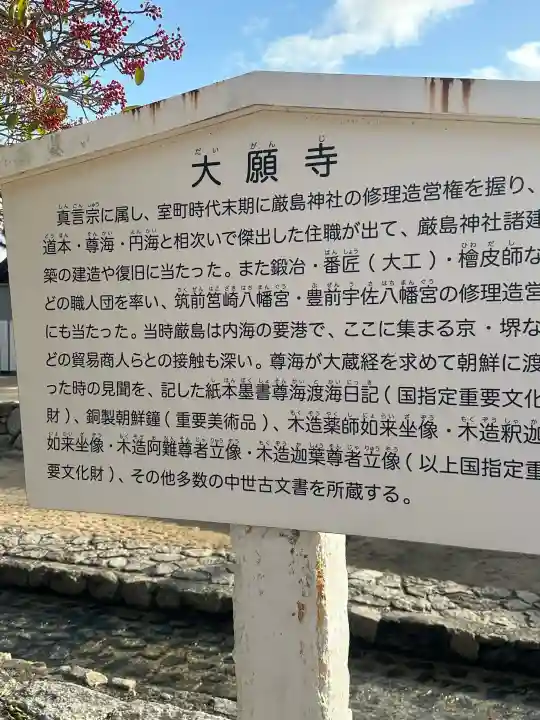 大願寺
真言宗に属し、室町時代末期に厳島神社の修理造営権を握り、
道本・尊海・円海と相次いで傑出した住職が出て、厳島神社諸建
築の建造や復旧に当たった。また鍛冶・番匠(大工)・檜皮師な
どの職人団を率い、筑前筥崎八幡宮・豊前宇佐八幡宮の修理造営
にも当たった。当時厳島は内海の要港で、ここに集まる京・堺な
どの貿易商人らとの接触も深い。尊海が大蔵経を求めて朝鮮に渡
った時の見聞を、記した紙本墨書尊海渡海日記(国指定重要文化
財)、銅製朝鮮鐘(重要美術品)、木造薬師如来坐像・木造釈迦
如来坐像・木造阿難尊者立像・木造迦葉尊者立像(以上国指定重
要文化財)、その他多数の中世古文書を所蔵する。